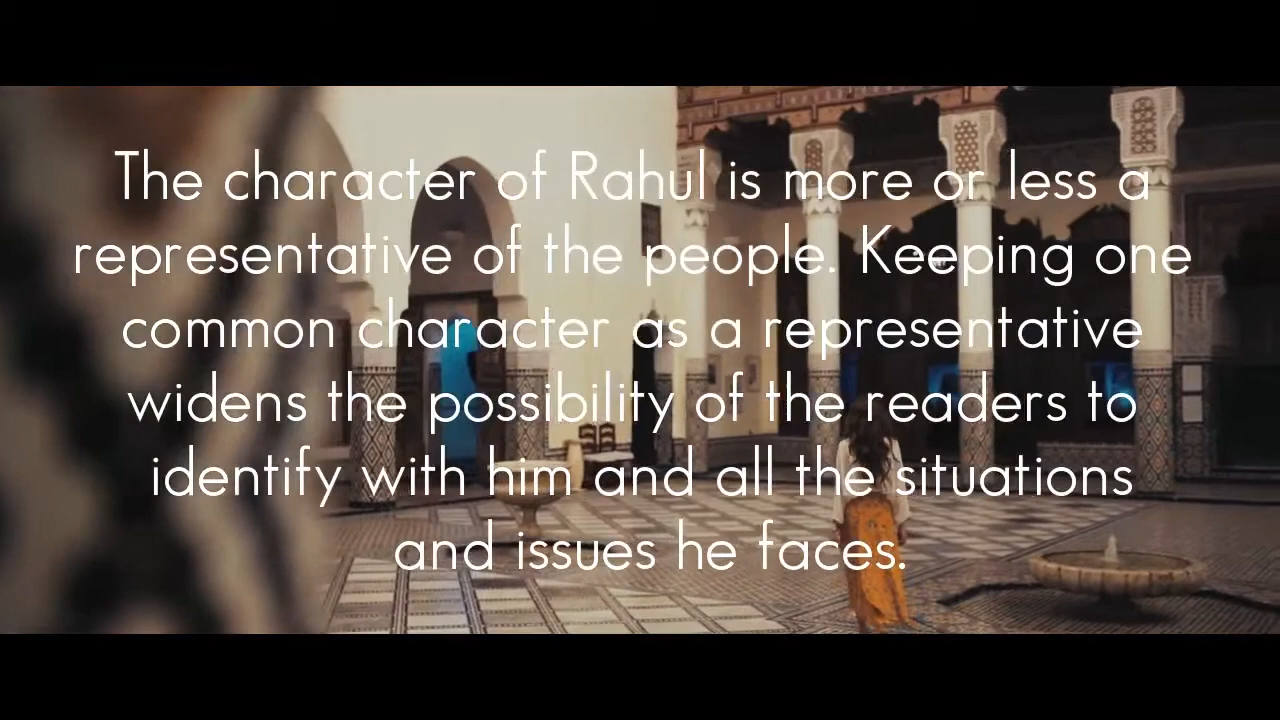 The character of Rahul is more or less a
representative of the people. Keeping one
common character as a representative
widens the possibility of the readers to
identify with him and all the situations
and issues he faces.